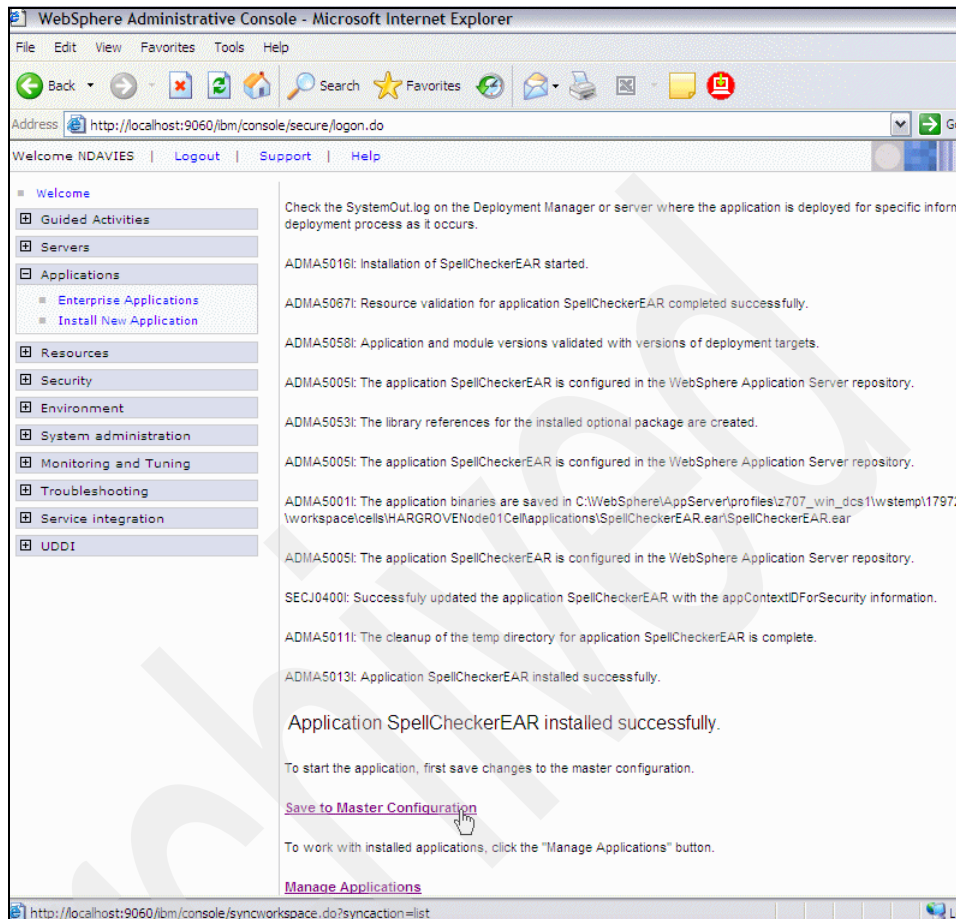 WebSphere Administrative Console - Microsoft Internet Explorer
File Edit View Favorites Tools Help
Back Search Favorites
Address http://localhost:9060/ibm/console/secure/logon.do
Welcome NDAVIES | Logout | Support | Help
Welcome
Guided Activities
Servers
Applications
Enterprise Applications
Install New Application
Resources
Security
Environment
System administration
Monitoring and Tuning
Troubleshooting
Service integration
UDDI
Check the SystemOut.log on the Deployment Manager or server where the application is deployed for specific inform
deployment process as it occurs.
ADMA5016I: Installation of SpellCheckerEAR started.
ADMA5067I: Resource validation for application SpellCheckerEAR completed successfully.
ADMA5058I: Application and module versions validated with versions of deployment targets.
ADMA5005I: The application SpellCheckerEAR is configured in the WebSphere Application Server repository.
ADMA5053I: The library references for the installed optional package are created.
ADMA5005I: The application SpellCheckerEAR is configured in the WebSphere Application Server repository.
ADMA5001I: The application binaries are saved in C:\WebSphere\AppServer\profiles\z707_win_dcs1\wstemp\17972
\workspace\cells\HARGROVENode01Cell\applications\SpellCheckerEAR.ear\SpellCheckerEAR.ear
ADMA5005I: The application SpellCheckerEAR is configured in the WebSphere Application Server repository.
SECJ0400I: Successfuly updated the application SpellCheckerEAR with the appContextIDForSecurity information.
ADMA5011I: The cleanup of the temp directory for application SpellCheckerEAR is complete.
ADMA5013I: Application SpellCheckerEAR installed successfully.
Application SpellCheckerEAR installed successfully.
To start the application, first save changes to the master configuration.
Save to Master Configuration
To work with installed applications, click the "Manage Applications" button.
Manage Applications
http://localhost:9060/ibm/console/syncworkspace.do?syncaction=list